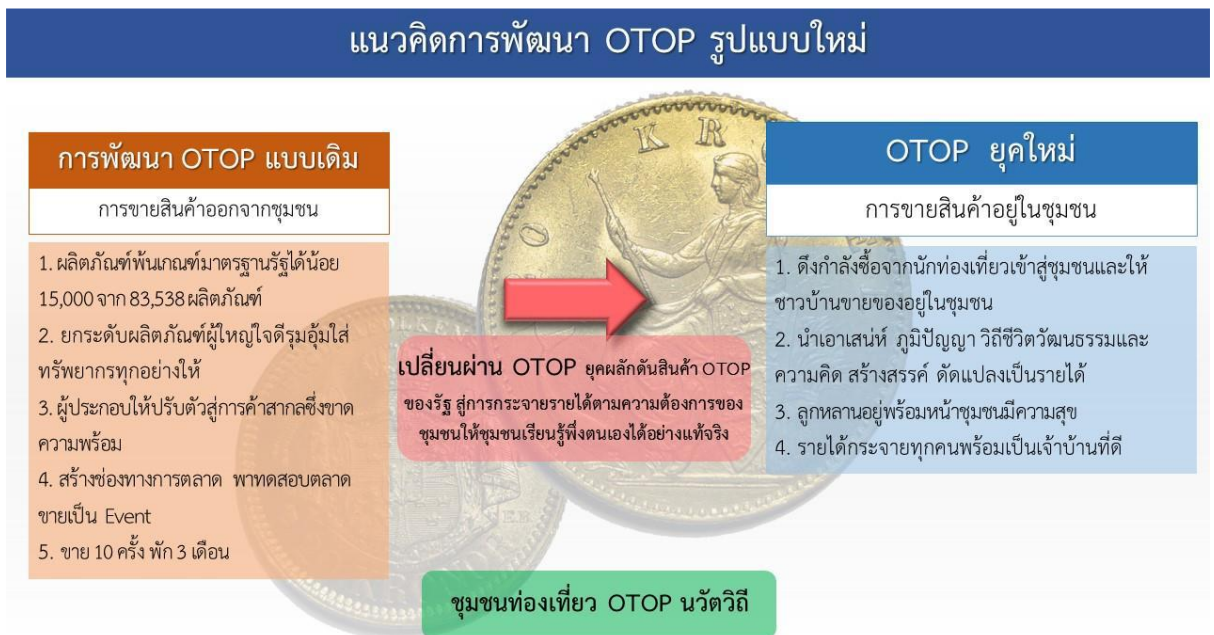 แนวคิดการพัฒนา OTOP รูปแบบใหม่
การพัฒนา OTOP แบบเดิม
การขายสินค้าออกจากชุมชน
1. ผลิตภัณฑ์พ้นเกณฑ์มาตรฐานรัฐได้น้อย
15,000 จาก 83,538 ผลิตภัณฑ์
2. ยกระดับผลิตภัณฑ์ผู้ใหญ่ใจดีรุมอุ้มใส่
ทรัพยากรทุกอย่างให้
3. ผู้ประกอบให้ปรับตัวสู่การค้าสากลซึ่งขาด
ความพร้อม
4. สร้างช่องทางการตลาด พาทดสอบตลาด
ขายเป็น Event
5. ขาย 10 ครั้ง พัก 3 เดือน
เปลี่ยนผ่าน OTOP ยุคผลักดันสินค้า OTOP
ของรัฐ สู่การกระจายรายได้ตามความต้องการของ
ชุมชนให้ชุมชนเรียนรู้พึ่งตนเองได้อย่างแท้จริง
OTOP ยุคใหม่
การขายสินค้าอยู่ในชุมชน
1. ดึงกำลังซื้อจากนักท่องเที่ยวเข้าสู่ชุมชนและให้
ชาวบ้านขายของอยู่ในชุมชน
2. นำเอาเสน่ห์ ภูมิปัญญา วิถีชีวิตวัฒนธรรมและ
ความคิด สร้างสรรค์ ดัดแปลงเป็นรายได้
3. ลูกหลานอยู่พร้อมหน้าชุมชนมีความสุข
4. รายได้กระจายทุกคนพร้อมเป็นเจ้าบ้านที่ดี
ชุมชนท่องเที่ยว OTOP นวัตวิถี